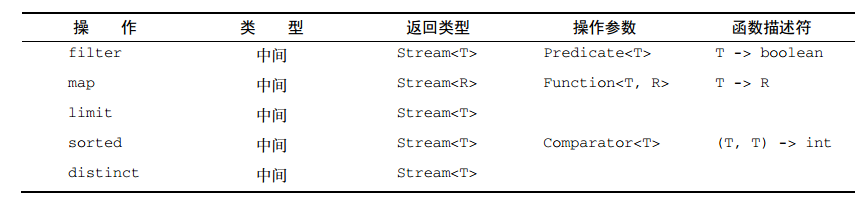 操 作 类 型 返回类型 操作参数 函数描述符
filter 中间 Stream<T> Predicate<T> T -> boolean
map 中间 Stream<R> Function<T, R> T -> R
limit 中间 Stream<T>
sorted 中间 Stream<T> Comparator<T> (T, T) -> int
distinct 中间 Stream<T>